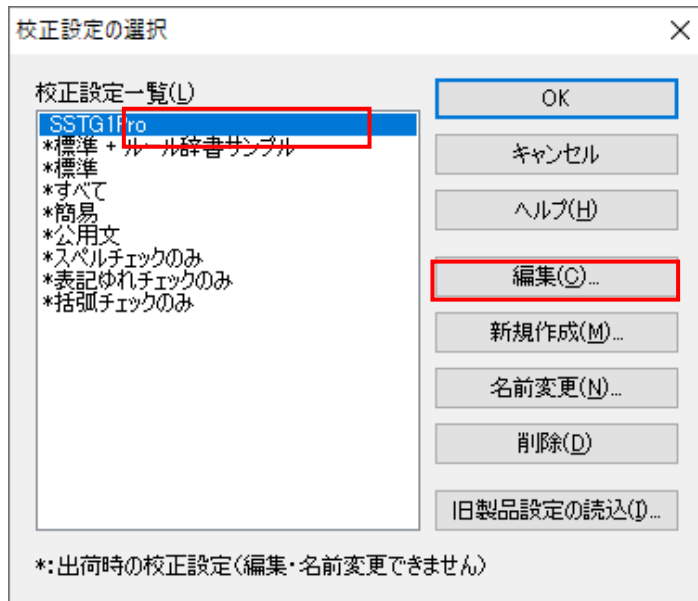 校正設定の選択
校正設定一覧(L)
SSTG1Pro
*標準 + ルール辞書サンプル
*標準
*すべて
*簡易
*公用文
*スペルチェックのみ
*表記ゆれチェックのみ
*括弧チェックのみ
OK
キャンセル
ヘルプ(H)
編集(C)...
新規作成(M)...
名前変更(N)...
削除(D)
旧製品設定の読込(I)...
*:出荷時の校正設定(編集・名前変更できません)